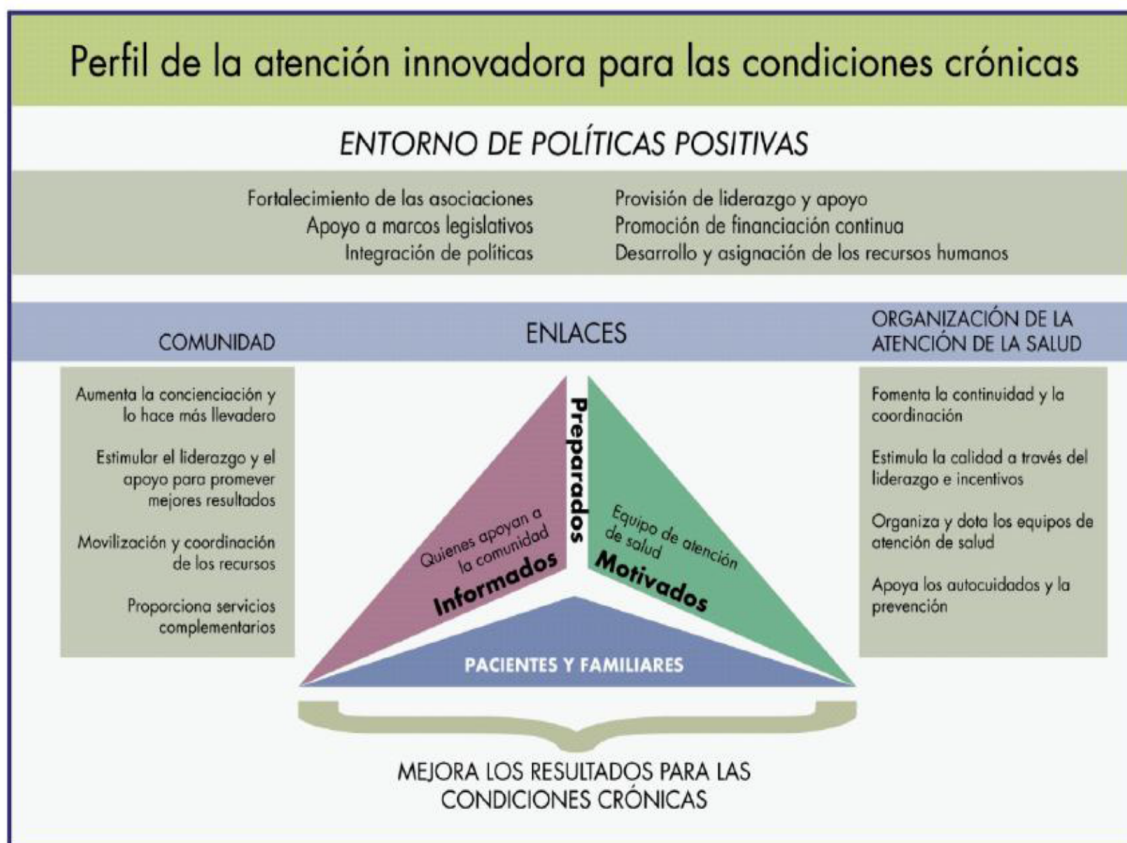 Perfil de la atención innovadora para las condiciones crónicas
ENTORNO DE POLÍTICAS POSITIVAS
Fortalecimiento de las asociaciones
Apoyo a marcos legislativos
Integración de políticas
Provisión de liderazgo y apoyo
Promoción de financiación continua
Desarrollo y asignación de los recursos humanos
COMUNIDAD
ENLACES
ORGANIZACIÓN DE LA
ATENCIÓN DE LA SALUD
Aumenta la concienciación y
lo hace más llevadero
Estimular el liderazgo y el
apoyo para promover
mejores resultados
Movilización y coordinación
de los recursos
Proporciona servicios
complementarios
Quienes apoyan a
la comunidad
Informados
Preparados
Equipo de atención
de salud
Motivados
PACIENTES Y FAMILIARES
Fomenta la continuidad y la
coordinación
Estimula la calidad a través del
liderazgo e incentivos
Organiza y dota los equipos de
atención de salud
Apoya los autocuidados y la
prevención
MEJORA LOS RESULTADOS PARA LAS
CONDICIONES CRÓNICAS